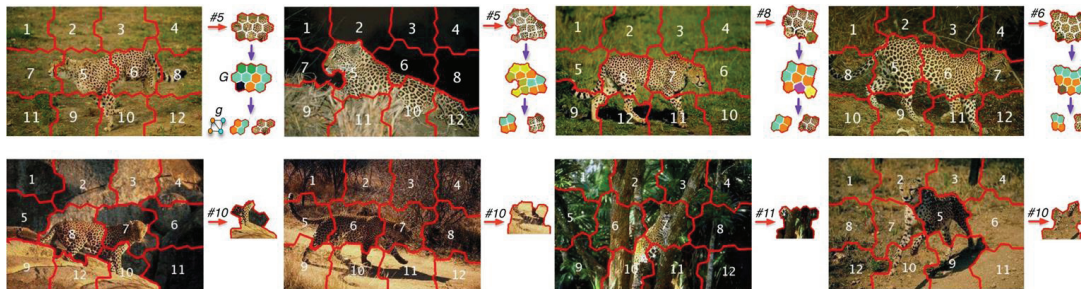 1 2 3 4 #5
7 5 6 8 G
11 9 10 12 g
1 2 3 4 #5
7 5 6 8
9 11 10 12
1 2 3 4 #8
5 8 7 6
9 12 11 10
1 2 3 4 #6
8 5 6 7
10 11 9 12
1 2 3 4
5 8 7 6 #10
9 12 10 11
1 2 3 4
5 6 7 8 #10
9 10 11 12
1 2 3 4
5 6 7 8 #11
9 10 11 12
1 2 3 4
8 7 5 6 #10
12 10 9 11